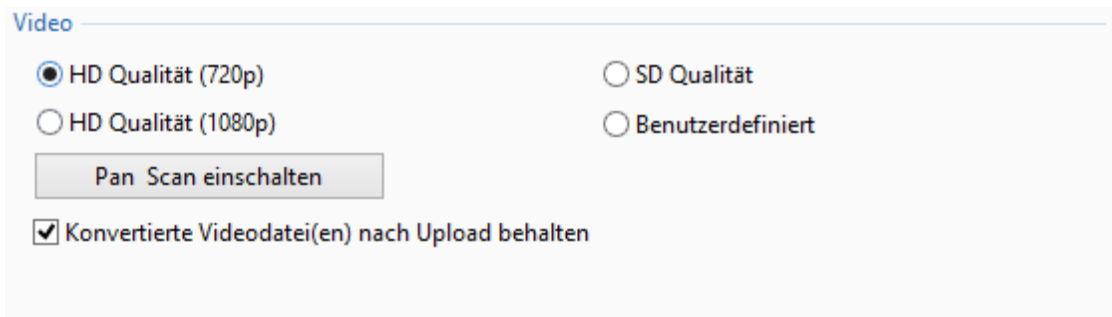 Video
HD Qualität (720p)
SD Qualität
HD Qualität (1080p)
Benutzerdefiniert
Pan  Scan einschalten
Konvertierte Videodatei(en) nach Upload behalten